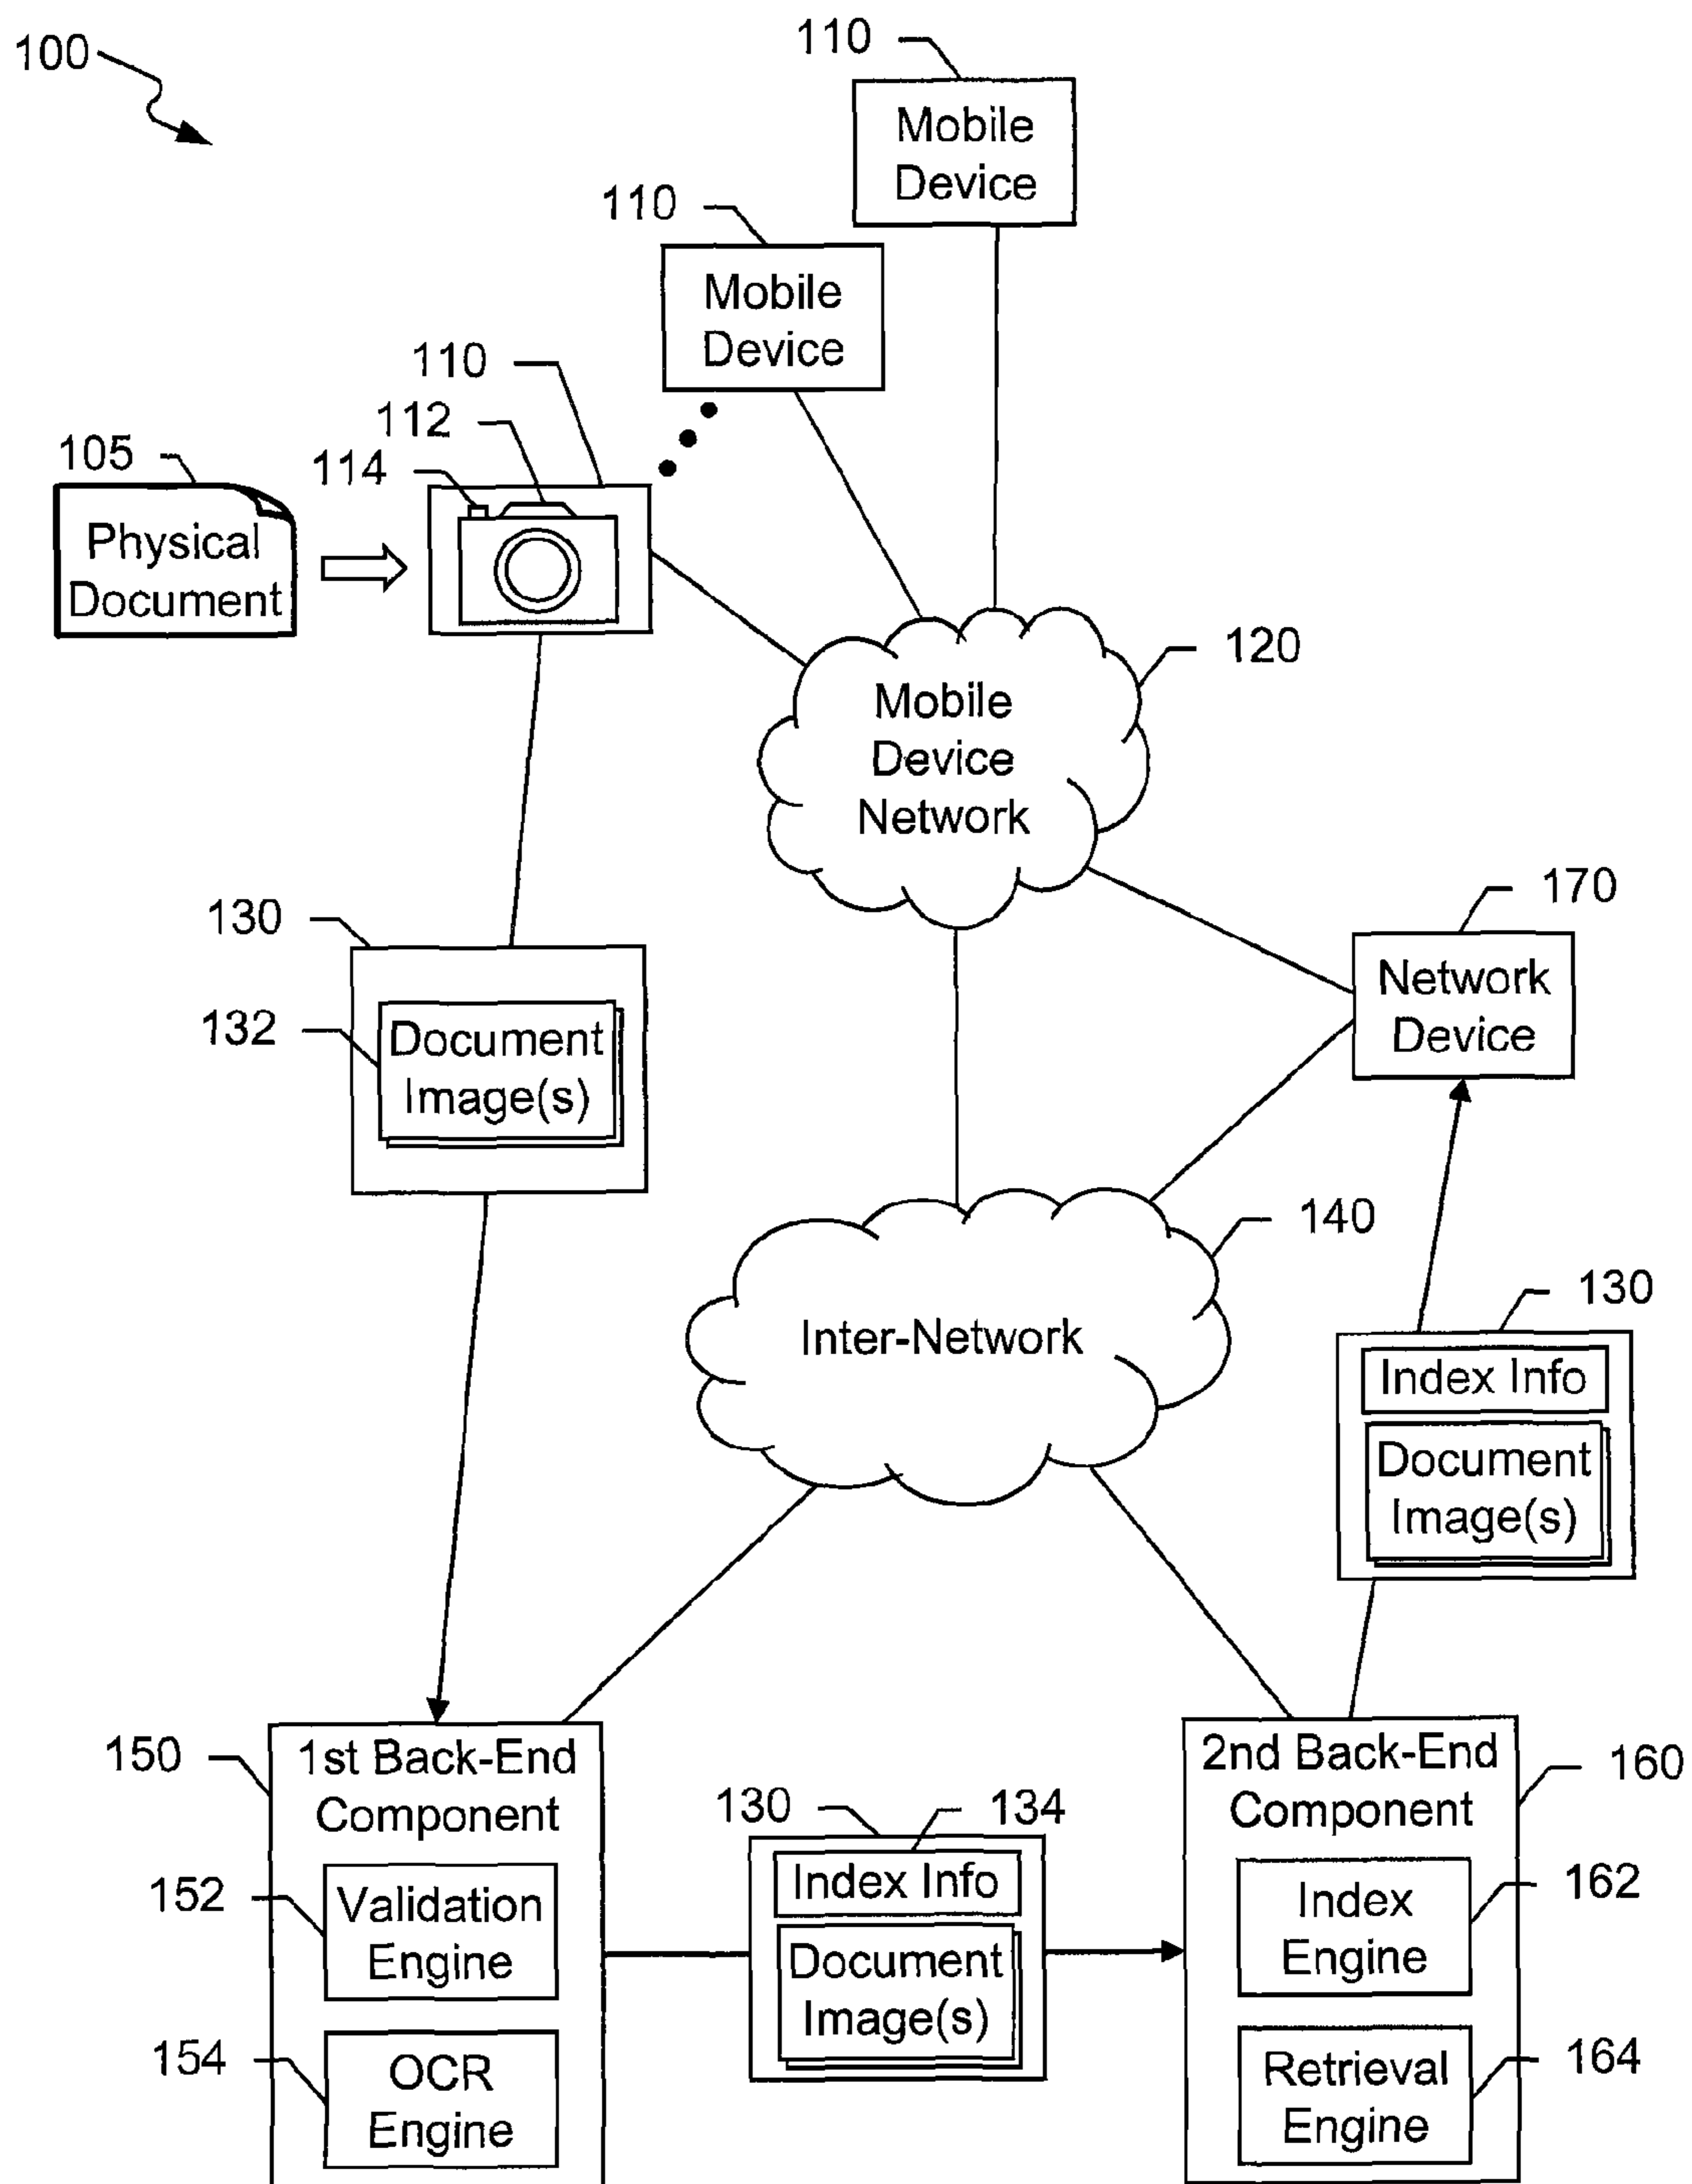 100
110
Mobile
Device
110
Mobile
Device
110
112
114
105
Physical
Document
120
Mobile
Device
Network
130
132
Document
Image(s)
170
Network
Device
140
Inter-Network
130
Index Info
Document
Image(s)
150
1st Back-End
Component
152
Validation
Engine
154
OCR
Engine
130
134
Index Info
Document
Image(s)
160
2nd Back-End
Component
162
Index
Engine
164
Retrieval
Engine